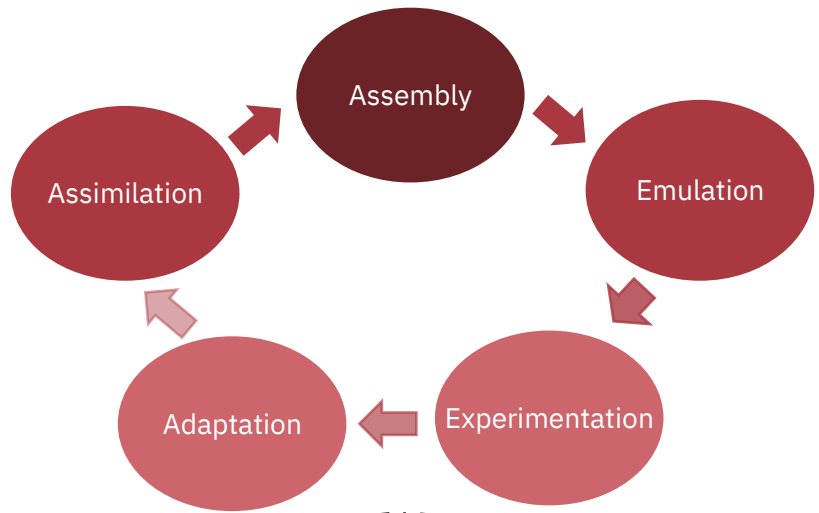 Assembly
Emulation
Experimentation
Adaptation
Assimilation